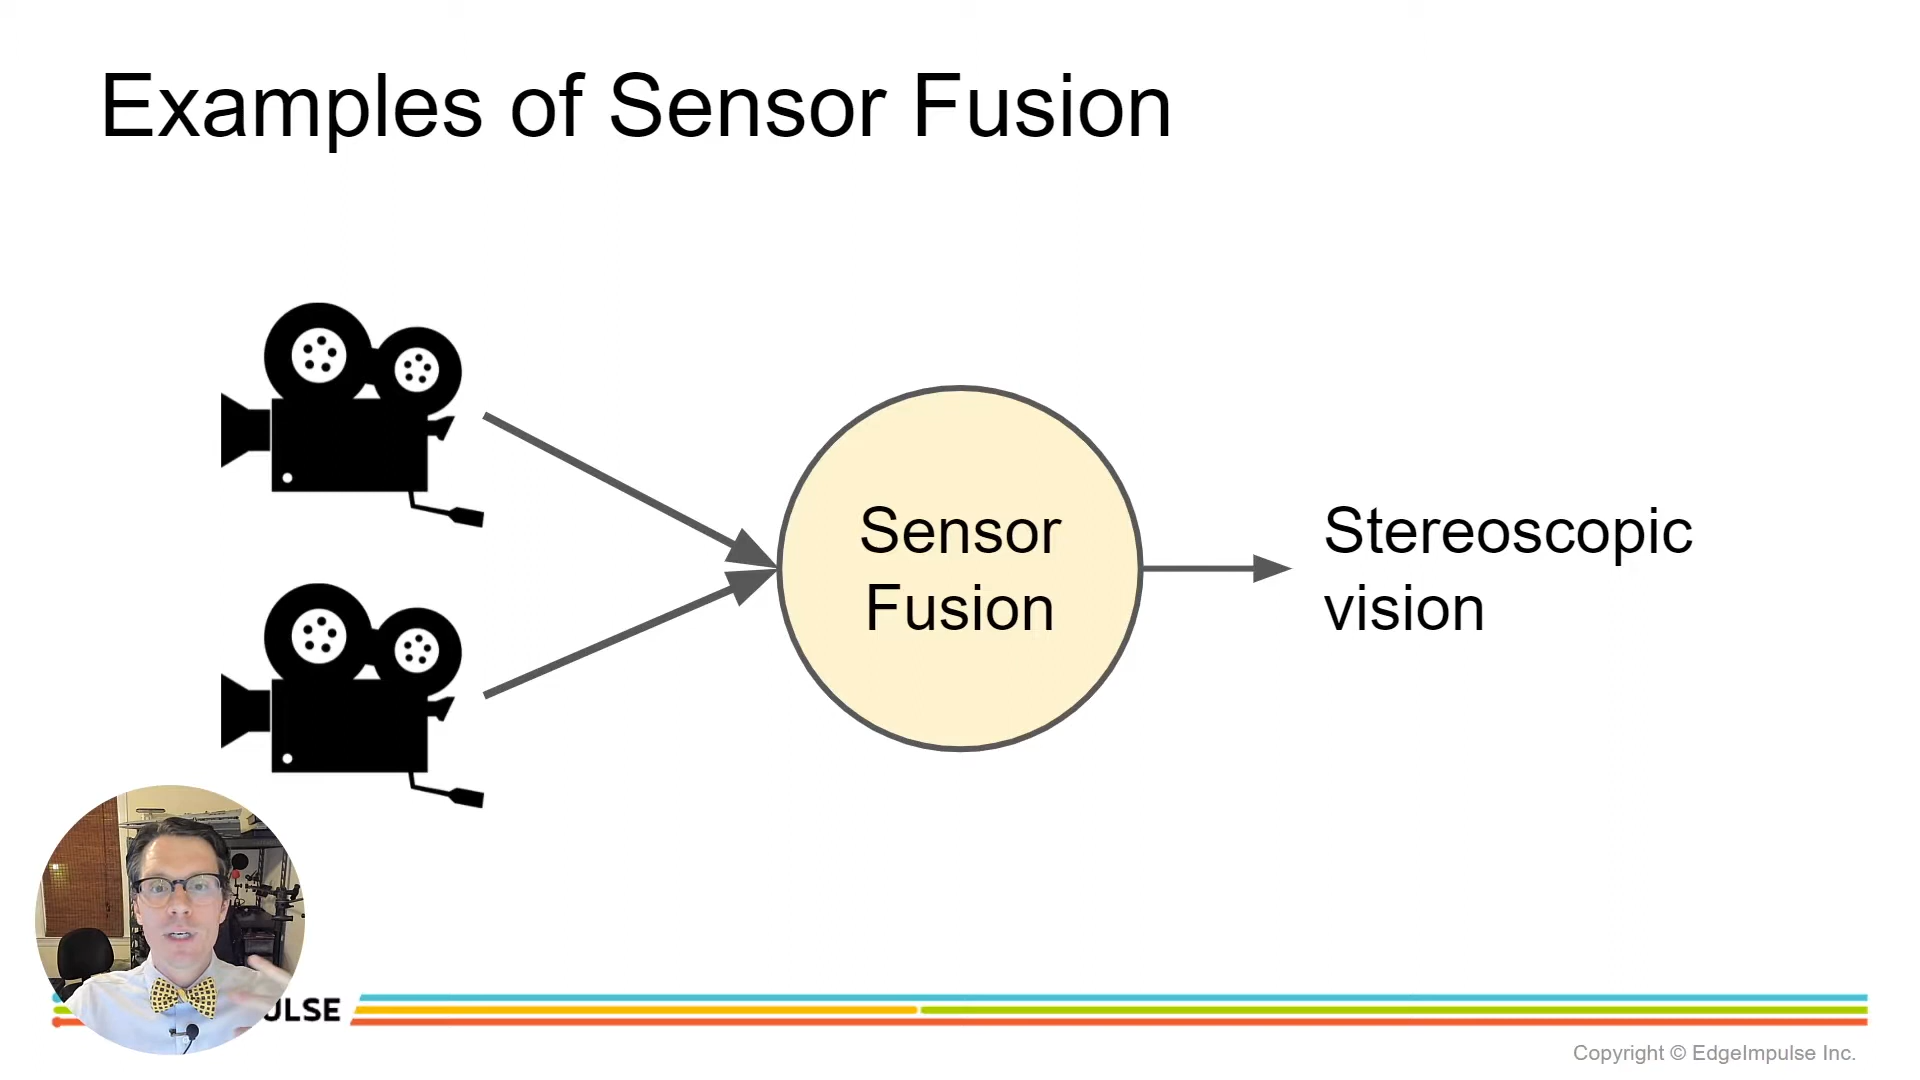 Examples of Sensor Fusion
Sensor
Fusion
Stereoscopic
vision
ULSE
Copyright © EdgeImpulse Inc.